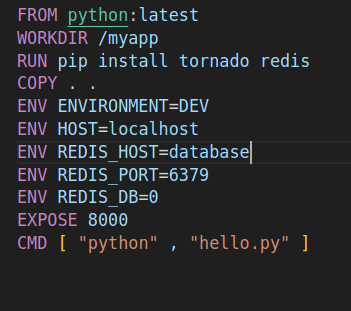 FROM python:latest
WORKDIR /myapp
RUN pip install tornado redis
COPY . .
ENV ENVIRONMENT=DEV
ENV HOST=localhost
ENV REDIS_HOST=database
ENV REDIS_PORT=6379
ENV REDIS_DB=0
EXPOSE 8000
CMD [ "python" , "hello.py" ]